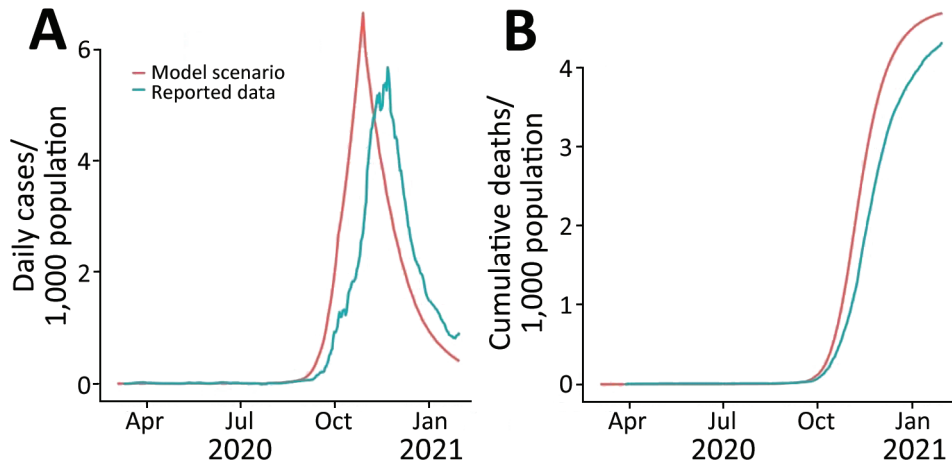 A
Daily cases/
1,000 population
6
4
2
0
Model scenario
Reported data
Apr Jul Oct Jan
2020 2021
B
Cumulative deaths/
1,000 population
4
3
2
1
0
Apr Jul Oct Jan
2020 2021